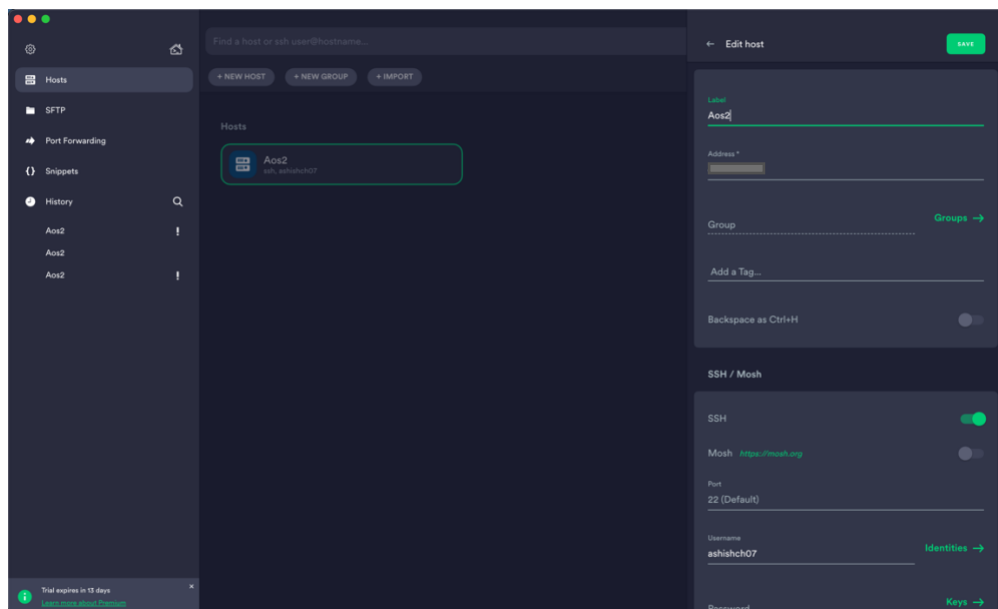 Hosts
SFTP
Port Forwarding
{} Snippets
History
Aos2 !
Aos2
Aos2 !
Trial expires in 13 days
Learn more about Premium
Find a host or ssh user@hostname...
+ NEW HOST + NEW GROUP + IMPORT
Hosts
Aos2
ssh, ashishch07
← Edit host SAVE
Label
Aos2
Address *
Group Groups →
Add a Tag...
Backspace as Ctrl+H
SSH / Mosh
SSH
Mosh https://mosh.org
Port
22 (Default)
Username
ashishch07 Identities →
Password Keys →